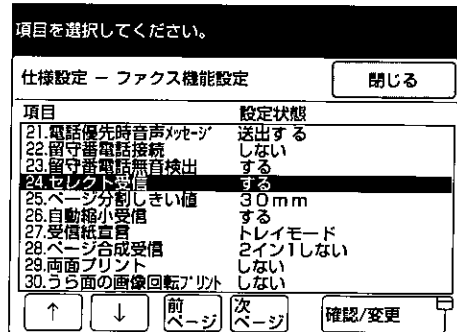 項目を選択してください。
仕様設定 － ファクス機能設定
閉じる
項目 設定状態
21.電話優先時音声ﾒｯｾｰｼﾞ 送出する
22.留守番電話接続 しない
23.留守番電話無音検出 する
24.セレクト受信 する
25.ページ分割しきい値 30mm
26.自動縮小受信 する
27.受信紙宣言 トレイモード
28.ページ合成受信 2イン1しない
29.両面プリント しない
30.うら面の画像回転ﾌﾟﾘﾝﾄ しない
↑ ↓ 前ページ 次ページ 確認/変更